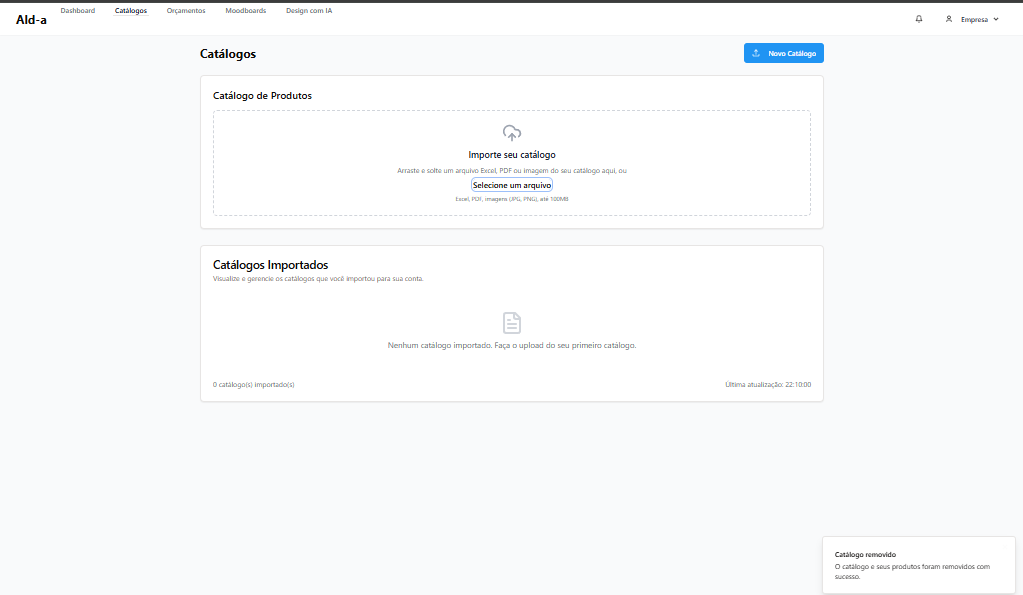 Ald-a
Dashboard
Catálogos
Orçamentos
Moodboards
Design com IA
Empresa
Catálogos
Novo Catálogo
Catálogo de Produtos
Importe seu catálogo
Arraste e solte um arquivo Excel, PDF ou imagem do seu catálogo aqui, ou
Selecione um arquivo
Excel, PDF, imagens (JPG, PNG), até 100MB
Catálogos Importados
Visualize e gerencie os catálogos que você importou para sua conta.
Nenhum catálogo importado. Faça o upload do seu primeiro catálogo.
0 catálogo(s) importado(s)
Última atualização: 22:10:00
Catálogo removido
O catálogo e seus produtos foram removidos com
sucesso.